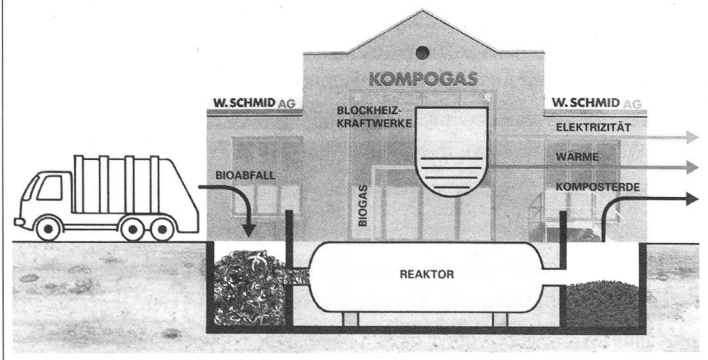 KOMPOGAS
W. SCHMID AG
W. SCHMID AG
BLOCKHEIZ-
KRAFTWERKE
ELEKTRIZITÄT
WÄRME
KOMPOSTERDE
BIOABFALL
BIOGAS
REAKTOR